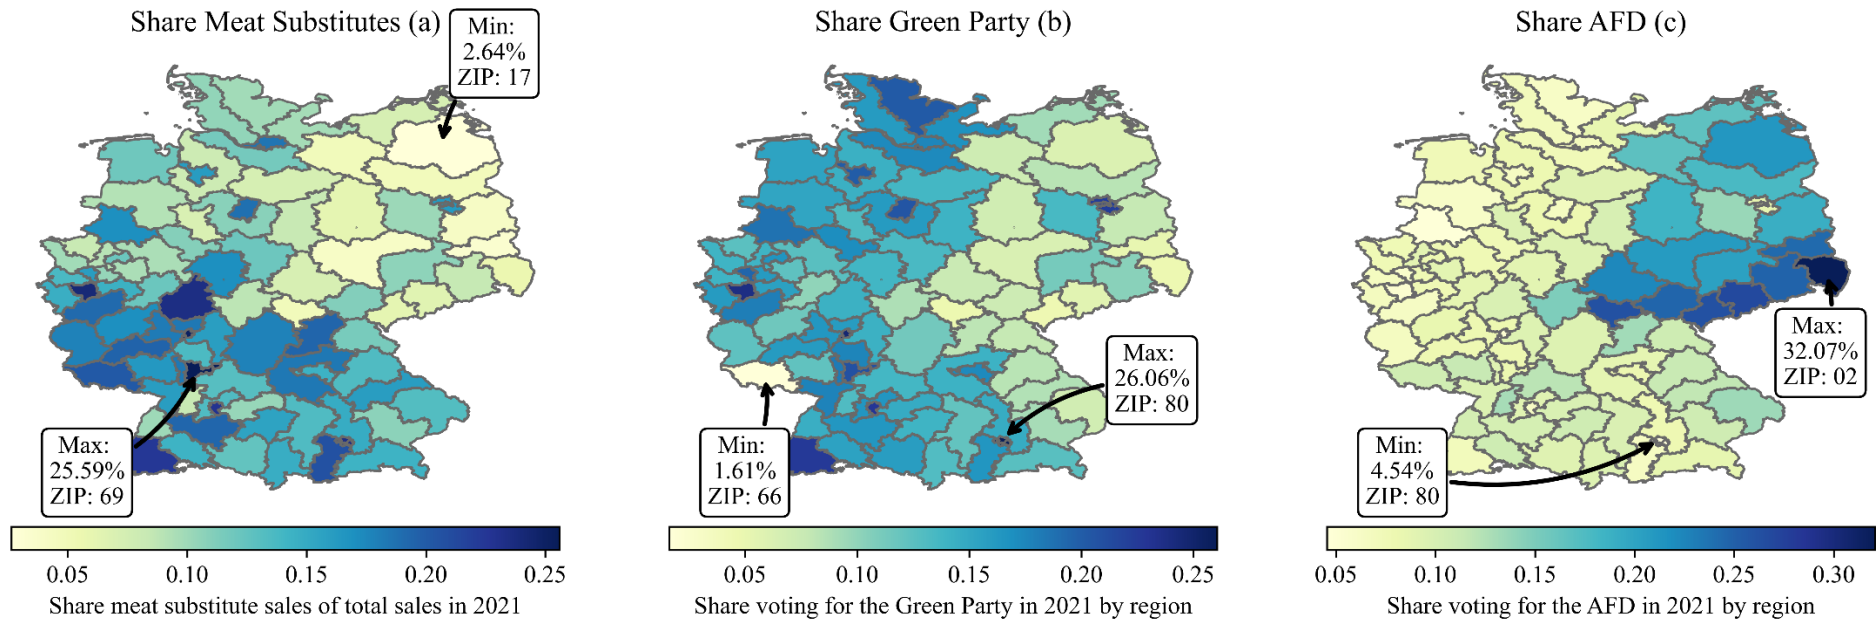 Share Meat Substitutes (a)
Min:
2.64%
ZIP: 17
Max:
25.59%
ZIP: 69
0.05 0.10 0.15 0.20 0.25
Share meat substitute sales of total sales in 2021
Share Green Party (b)
Max:
26.06%
ZIP: 80
Min:
1.61%
ZIP: 66
0.05 0.10 0.15 0.20 0.25
Share voting for the Green Party in 2021 by region
Share AFD (c)
Max:
32.07%
ZIP: 02
Min:
4.54%
ZIP: 80
0.05 0.10 0.15 0.20 0.25 0.30
Share voting for the AFD in 2021 by region